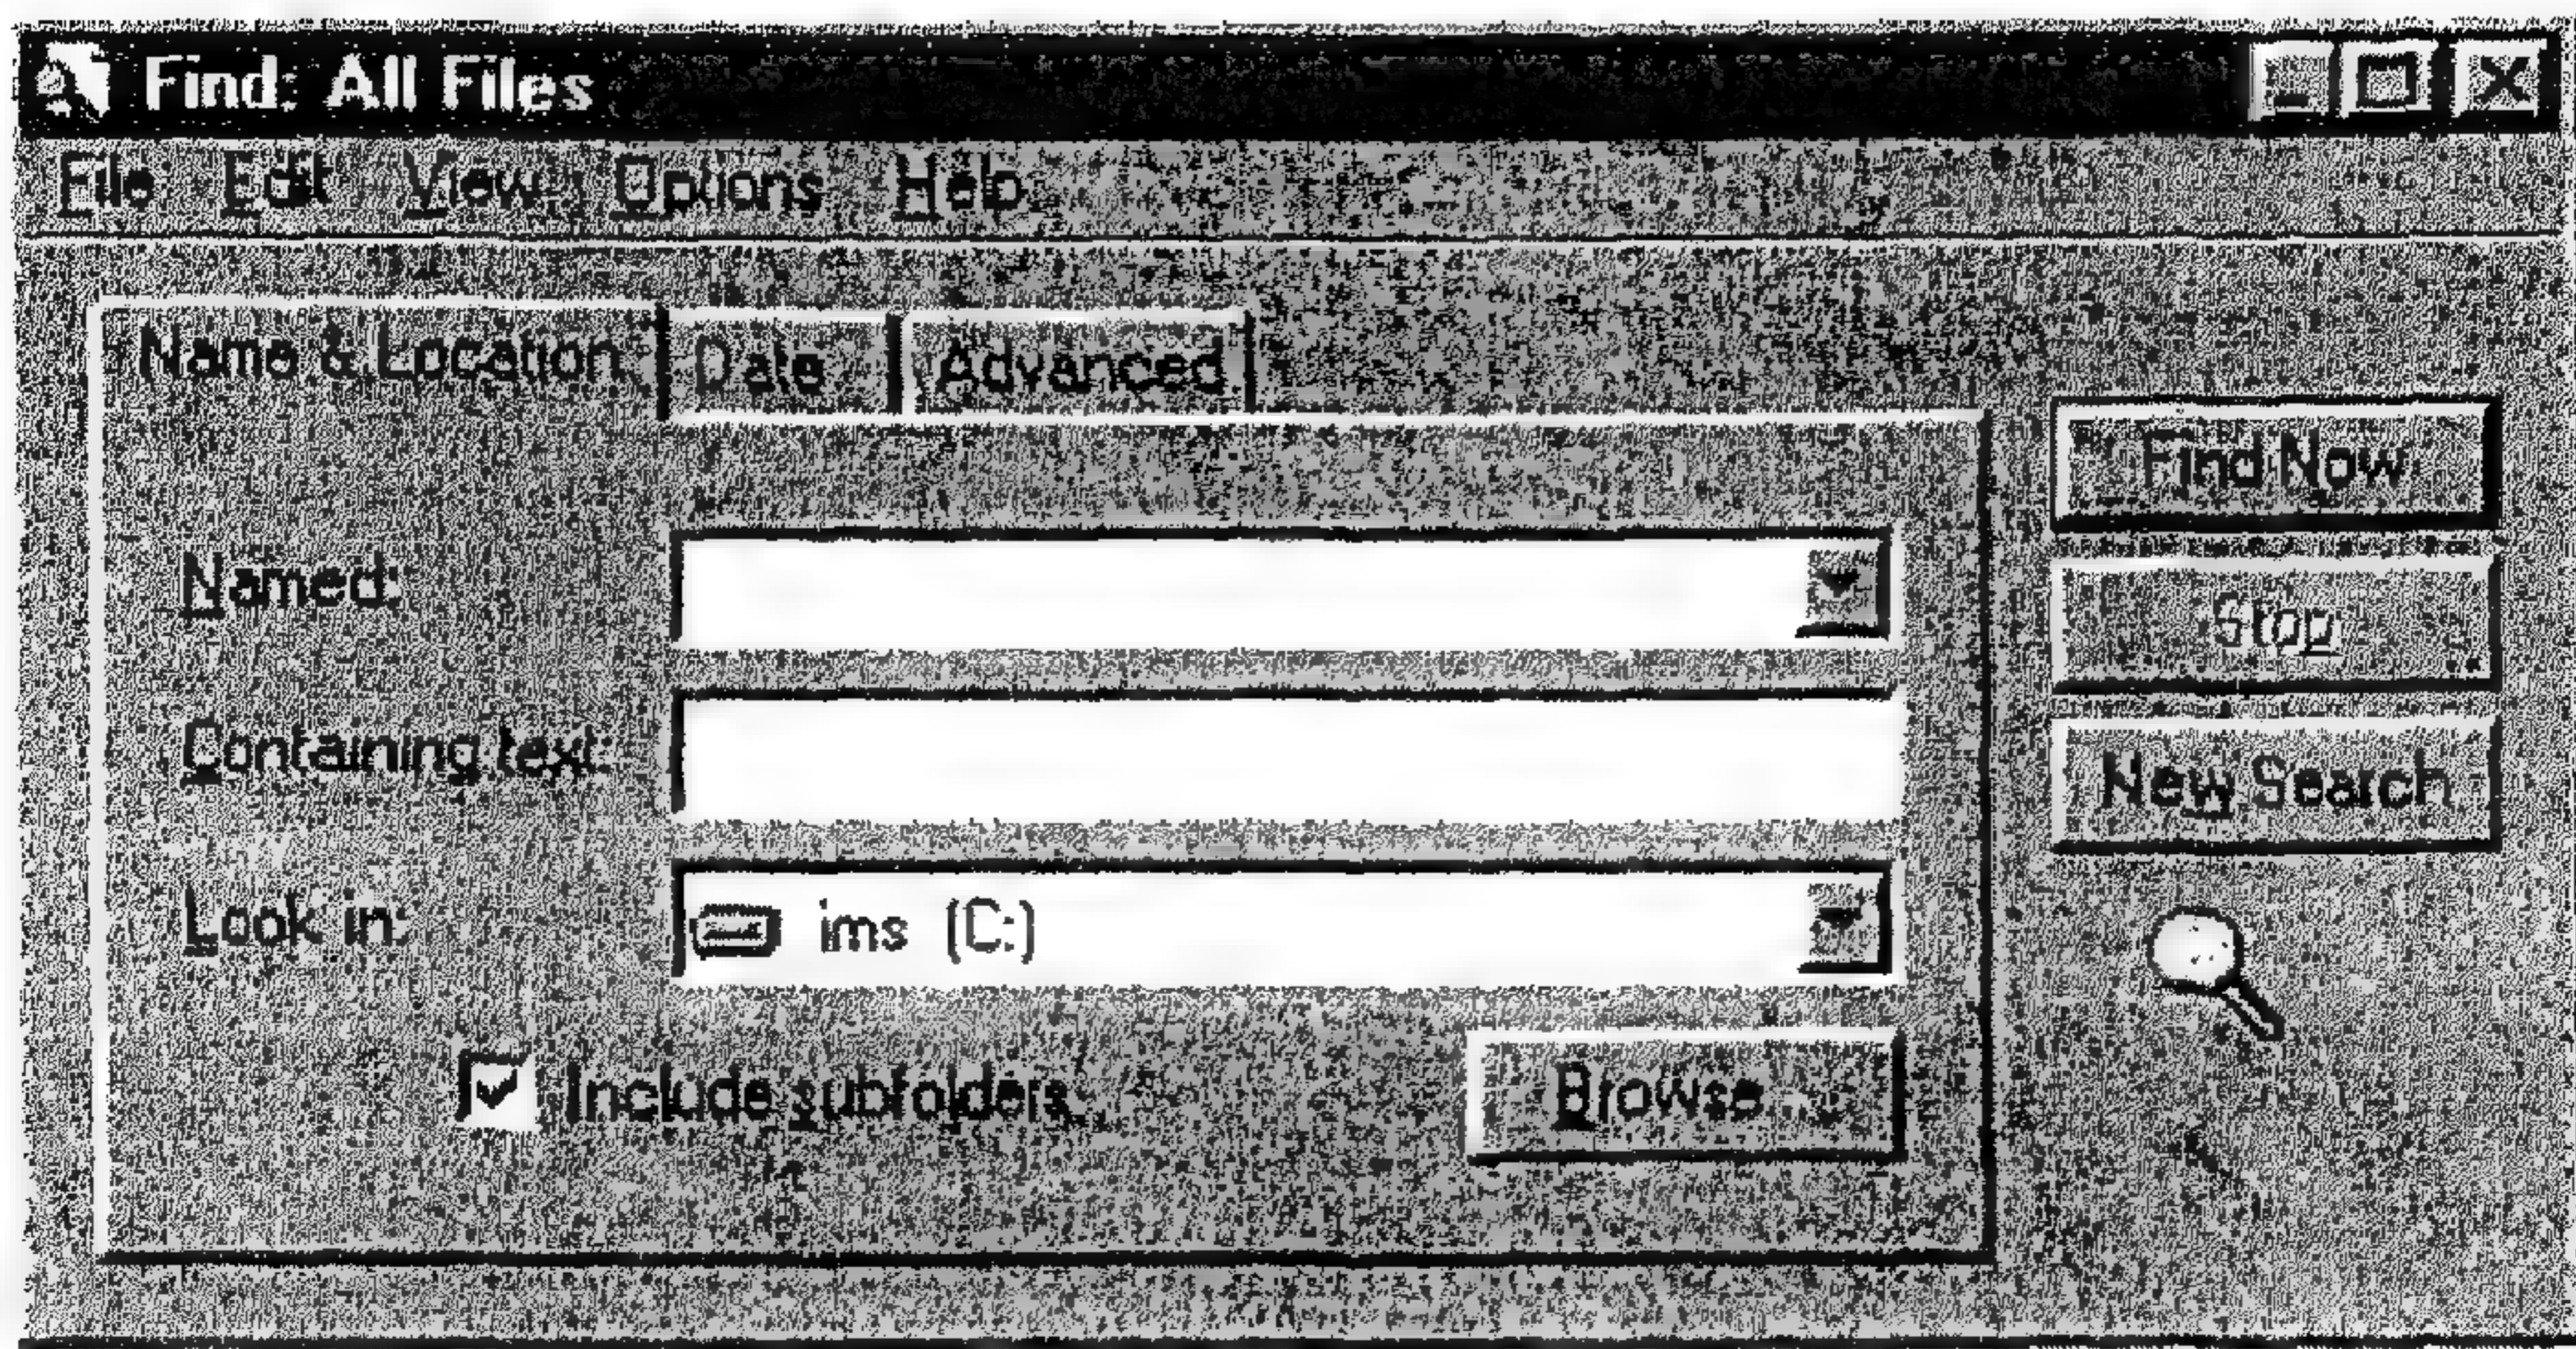 Find: All Files
File Edit View Options Help
Name & Location Date Advanced
Find Now
Named:
Stop
Containing text:
New Search
Look in: ims (C:)
Include subfolders Browse...